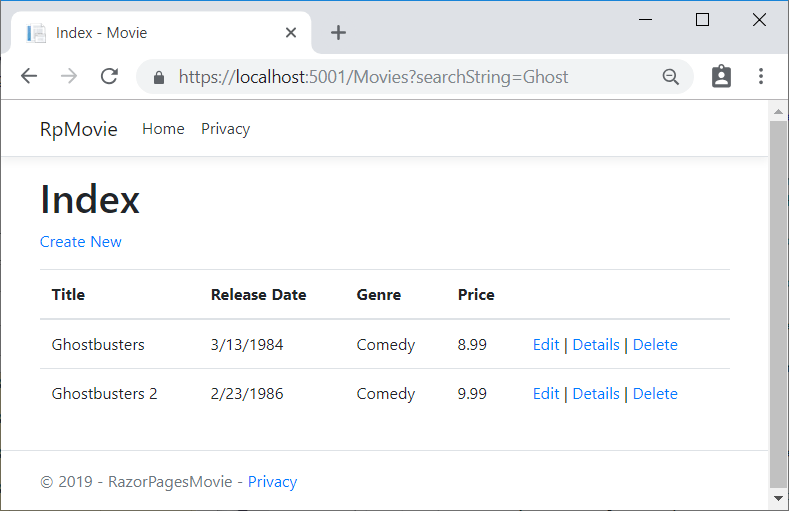 Index - Movie
https://localhost:5001/Movies?searchString=Ghost
RpMovie Home Privacy
Index
Create New
Title Release Date Genre Price
Ghostbusters 3/13/1984 Comedy 8.99 Edit | Details | Delete
Ghostbusters 2 2/23/1986 Comedy 9.99 Edit | Details | Delete
© 2019 - RazorPagesMovie - Privacy